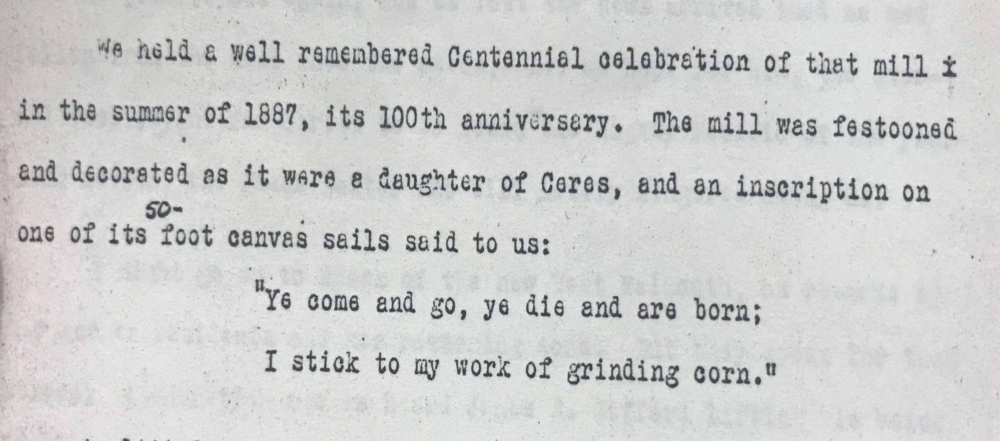 We held a well remembered Centennial celebration of that mill
in the summer of 1887, its 100th anniversary. The mill was festooned
and decorated as it were a daughter of Ceres, and an inscription on
50-
one of its foot canvas sails said to us:
"Ye come and go, ye die and are born;
I stick to my work of grinding corn."